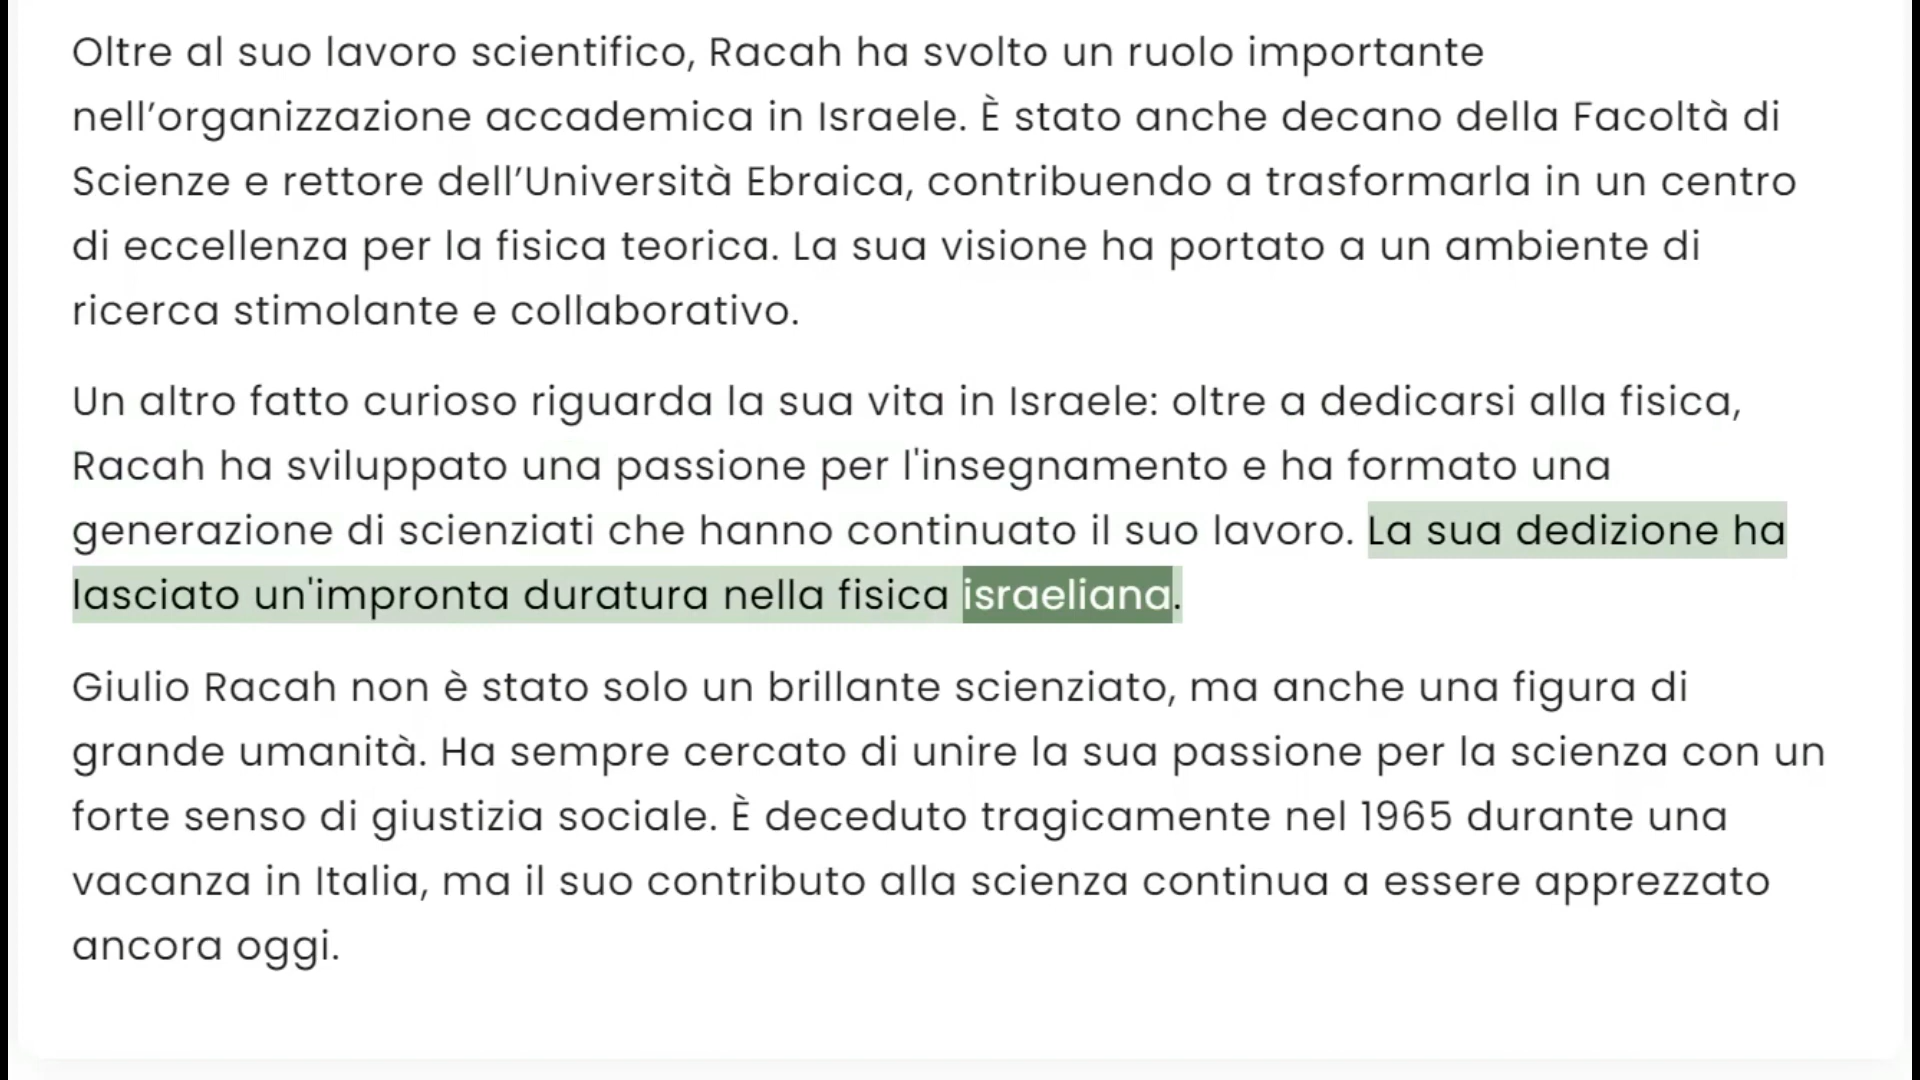 Oltre al suo lavoro scientifico, Racah ha svolto un ruolo importante
nell’organizzazione accademica in Israele. È stato anche decano della Facoltà di
Scienze e rettore dell’Università Ebraica, contribuendo a trasformarla in un centro
di eccellenza per la fisica teorica. La sua visione ha portato a un ambiente di
ricerca stimolante e collaborativo.
Un altro fatto curioso riguarda la sua vita in Israele: oltre a dedicarsi alla fisica,
Racah ha sviluppato una passione per l'insegnamento e ha formato una
generazione di scienziati che hanno continuato il suo lavoro. La sua dedizione ha
lasciato un'impronta duratura nella fisica israeliana.
Giulio Racah non è stato solo un brillante scienziato, ma anche una figura di
grande umanità. Ha sempre cercato di unire la sua passione per la scienza con un
forte senso di giustizia sociale. È deceduto tragicamente nel 1965 durante una
vacanza in Italia, ma il suo contributo alla scienza continua a essere apprezzato
ancora oggi.